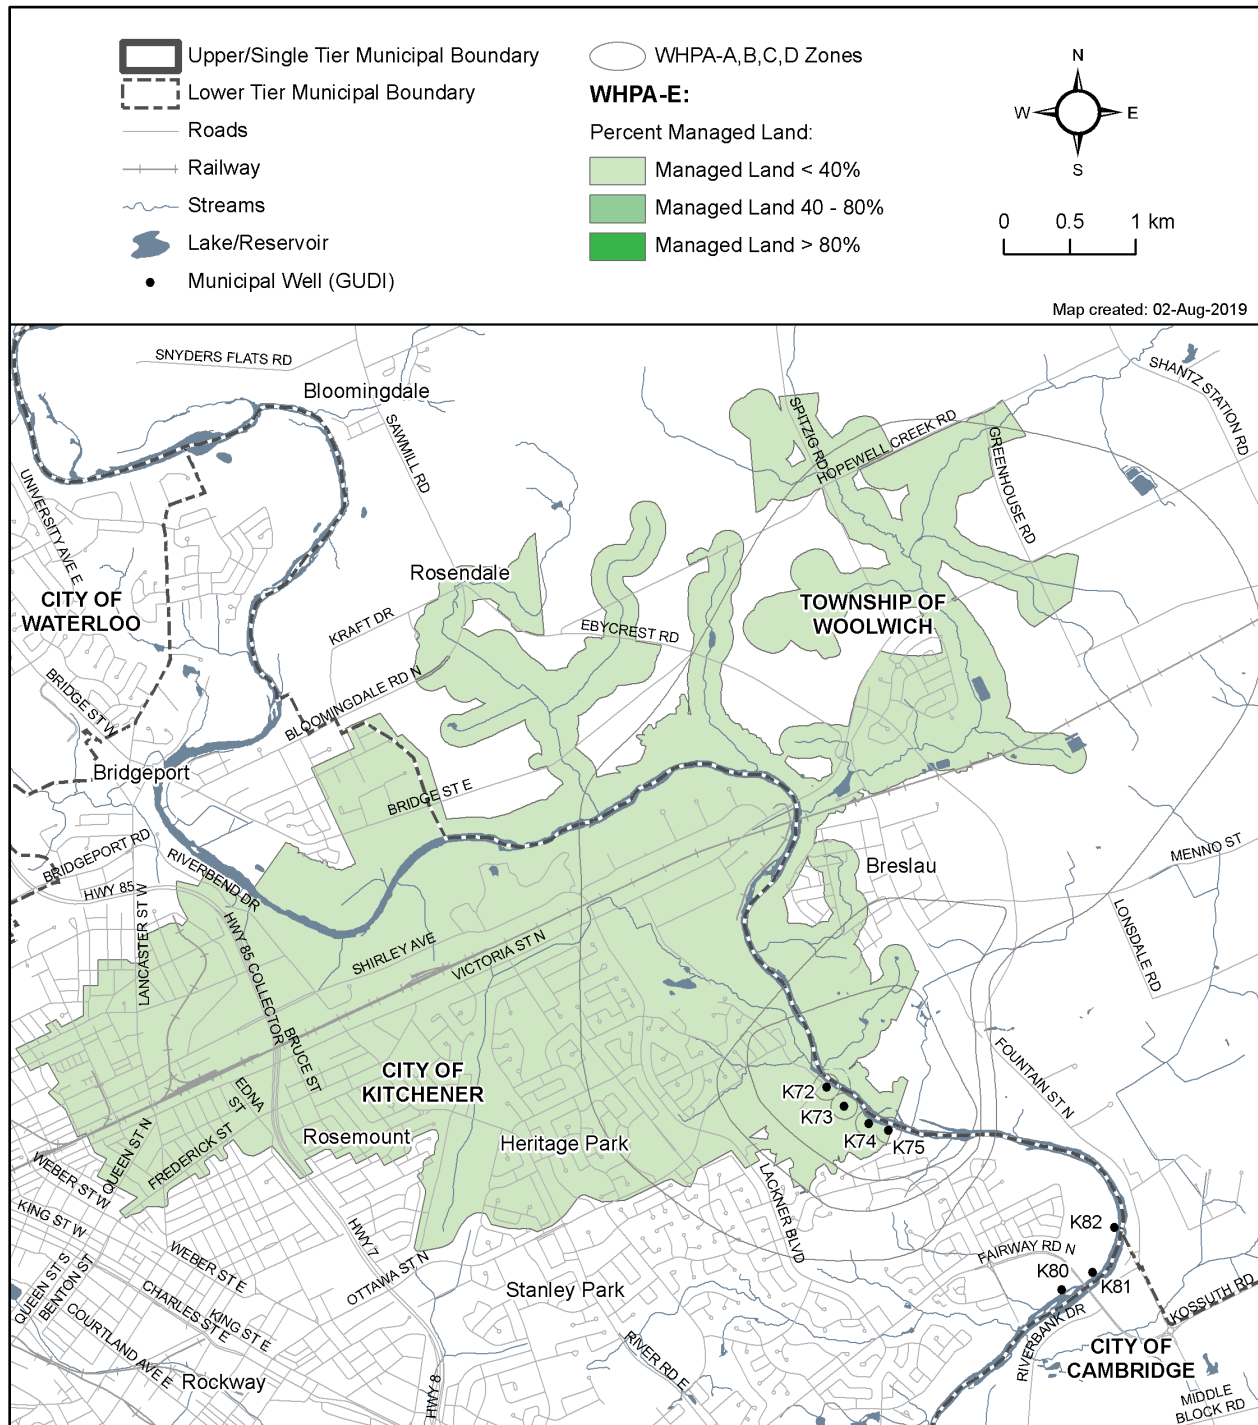 Upper/Single Tier Municipal Boundary
Lower Tier Municipal Boundary
Roads
Railway
Streams
Lake/Reservoir
Municipal Well (GUDI)
WHPA-A,B,C,D Zones
WHPA-E:
Percent Managed Land:
Managed Land < 40%
Managed Land 40 - 80%
Managed Land > 80%
N
W
E
S
0
0.5
1 km
Map created: 02-Aug-2019
SNYDERS FLATS RD
Bloomingdale
SAWMILL RD
SPITZIG RD
HOPEWELL CREEK RD
GREENHOUSE RD
SHANTZ STATION RD
UNIVERSITY AVE E
CITY OF
WATERLOO
Rosendale
KRAFT DR
EBYCREST RD
TOWNSHIP OF
WOOLWICH
BRIDGE ST W
BLOOMINGDALE RD N
Bridgeport
BRIDGE ST E
BRIDGEPORT RD
RIVERBEND DR
HWY 85
LANCASTER ST W
HWY 85 COLLECTOR
SHIRLEY AVE
VICTORIA ST N
Breslau
MENNO ST
LONSDALE RD
BRUCE ST
EDNA
ST
CITY OF
KITCHENER
FOUNTAIN ST N
K72
K73
K74
K75
Rosemount
Heritage Park
QUEEN ST N
FREDERICK ST
WEBER ST W
KING ST W
QUEEN ST S
BENTON ST
WEBER ST E
CHARLES ST E
KING ST E
COURTLAND AVE E
Rockway
HWY 7
OTTAWA ST N
HWY 8
Stanley Park
RIVER RD E
LACKNER BLVD
FAIRWAY RD N
K82
K80
K81
RIVERBANK DR
KOSSUTH RD
CITY OF
CAMBRIDGE
MIDDLE
BLOCK RD